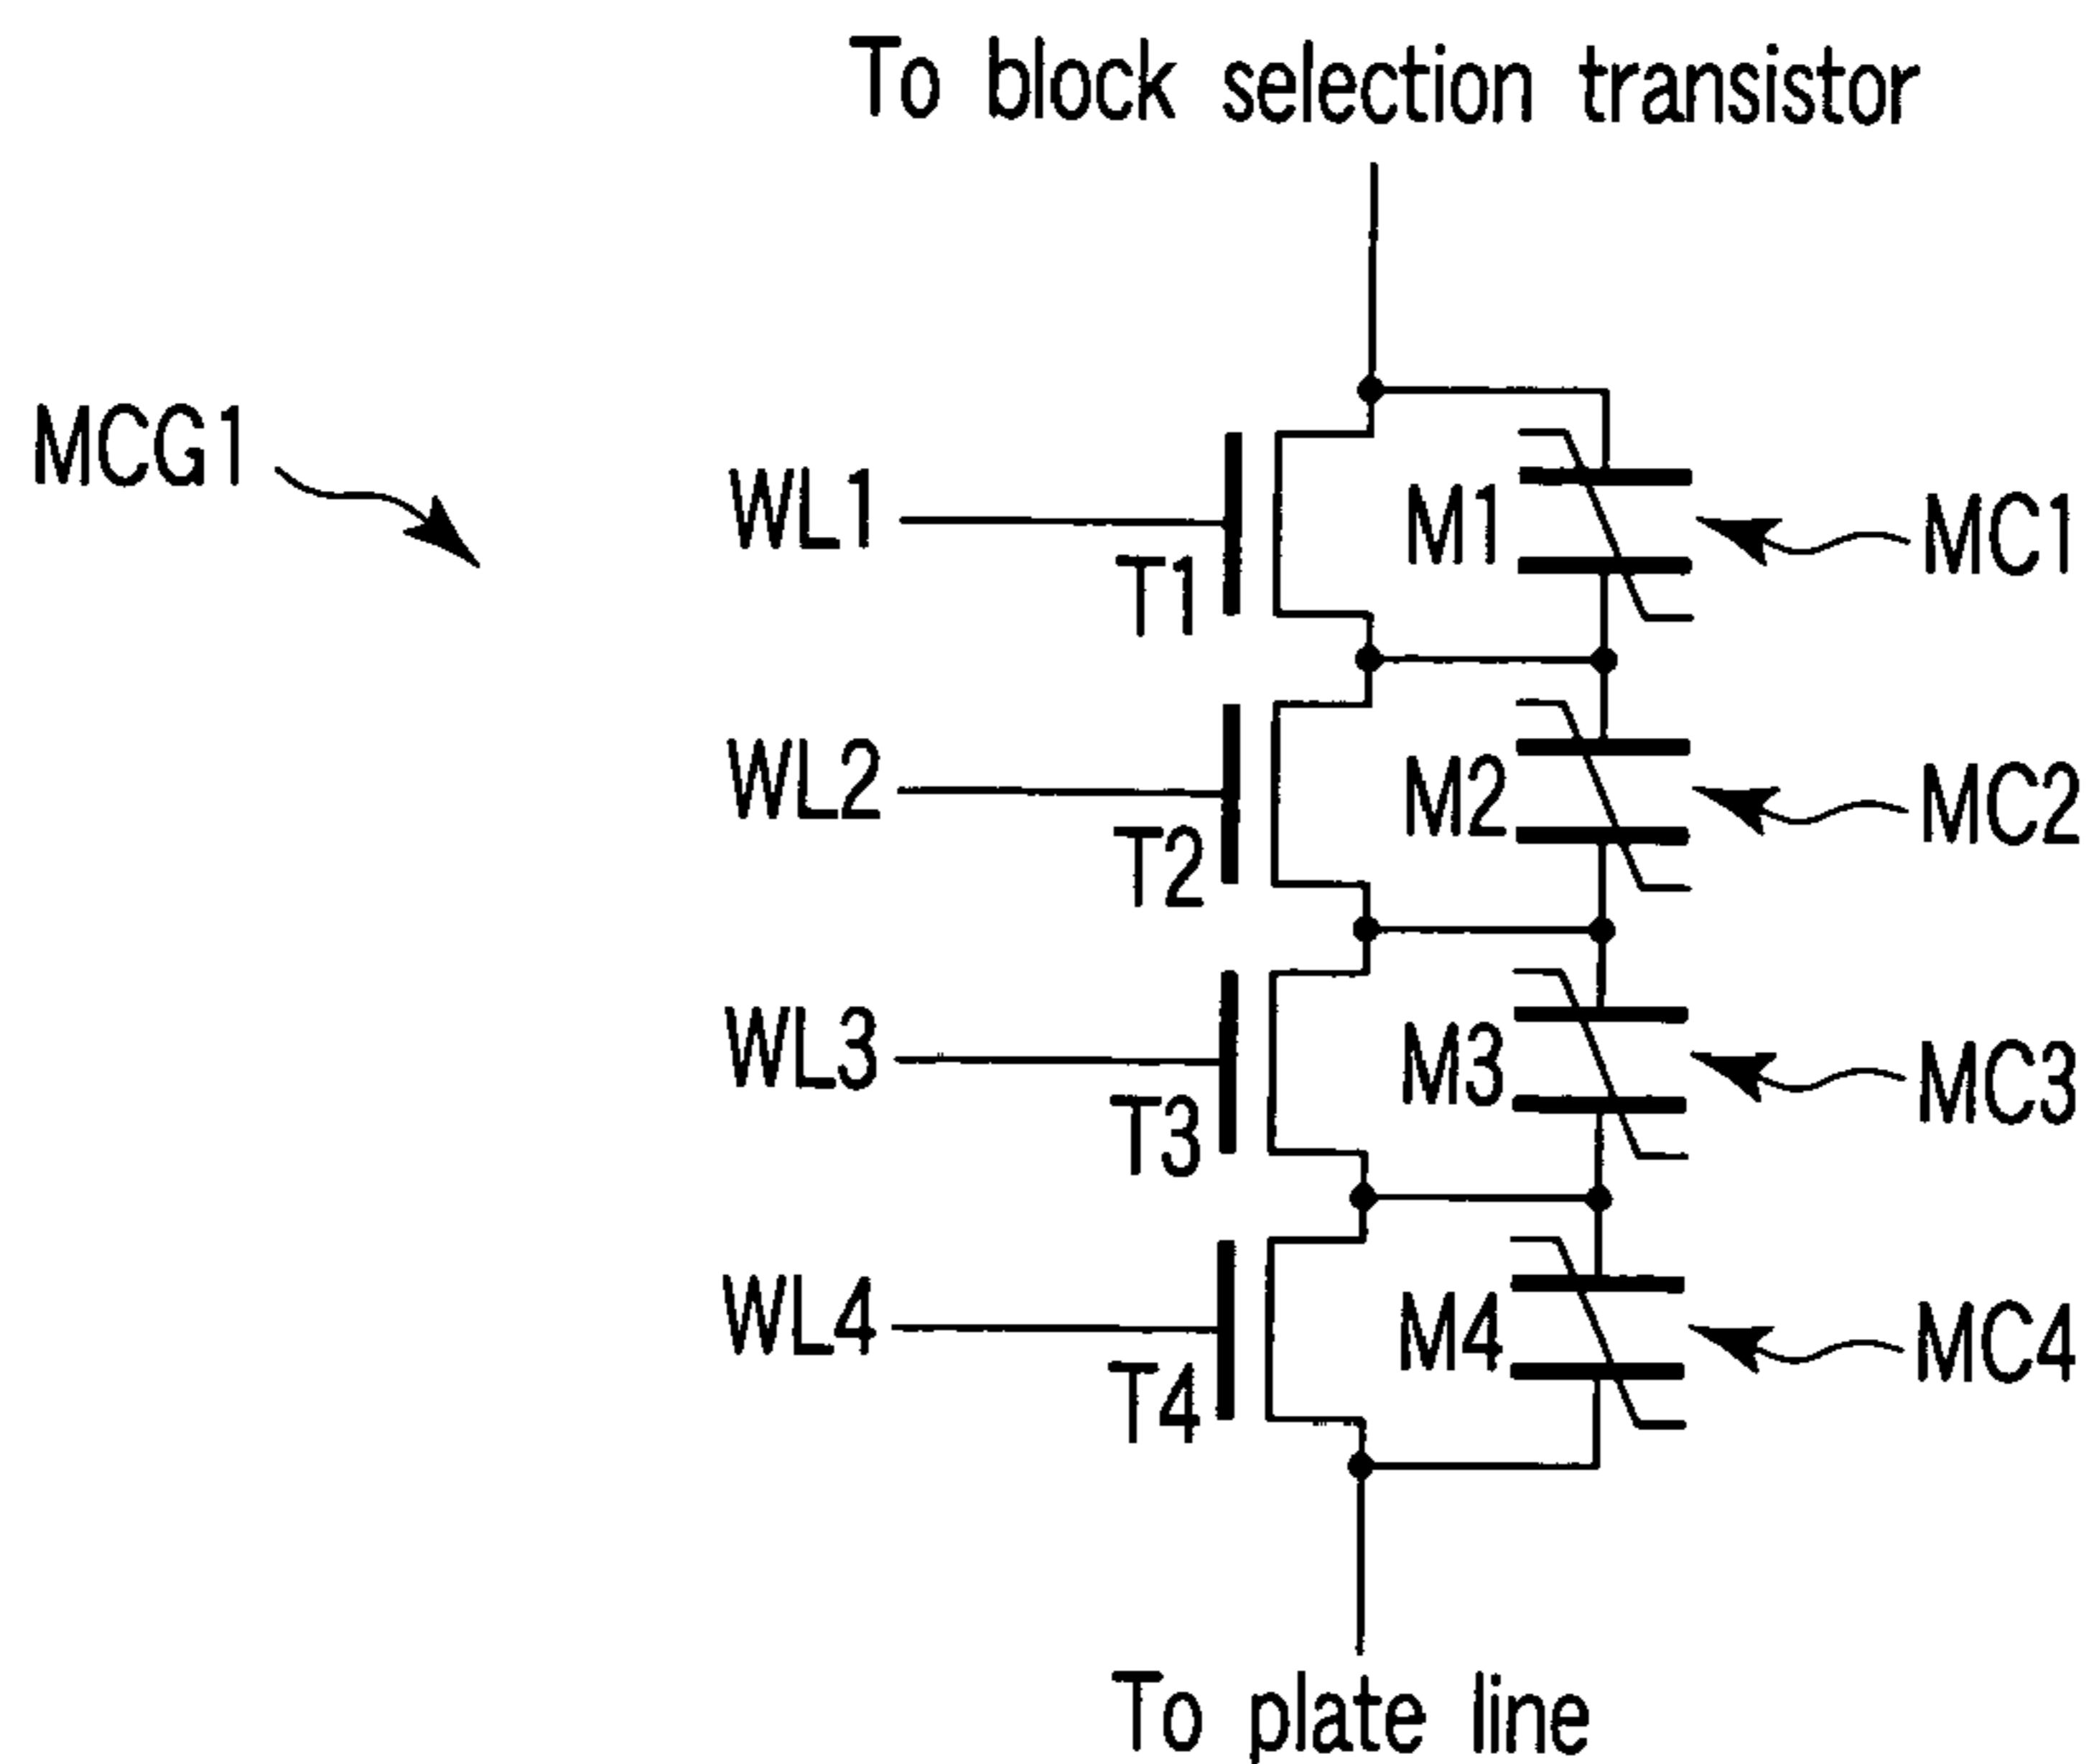 To block selection transistor
MCG1
WL1
T1
M1
MC1
WL2
T2
M2
MC2
WL3
T3
M3
MC3
WL4
T4
M4
MC4
To plate line